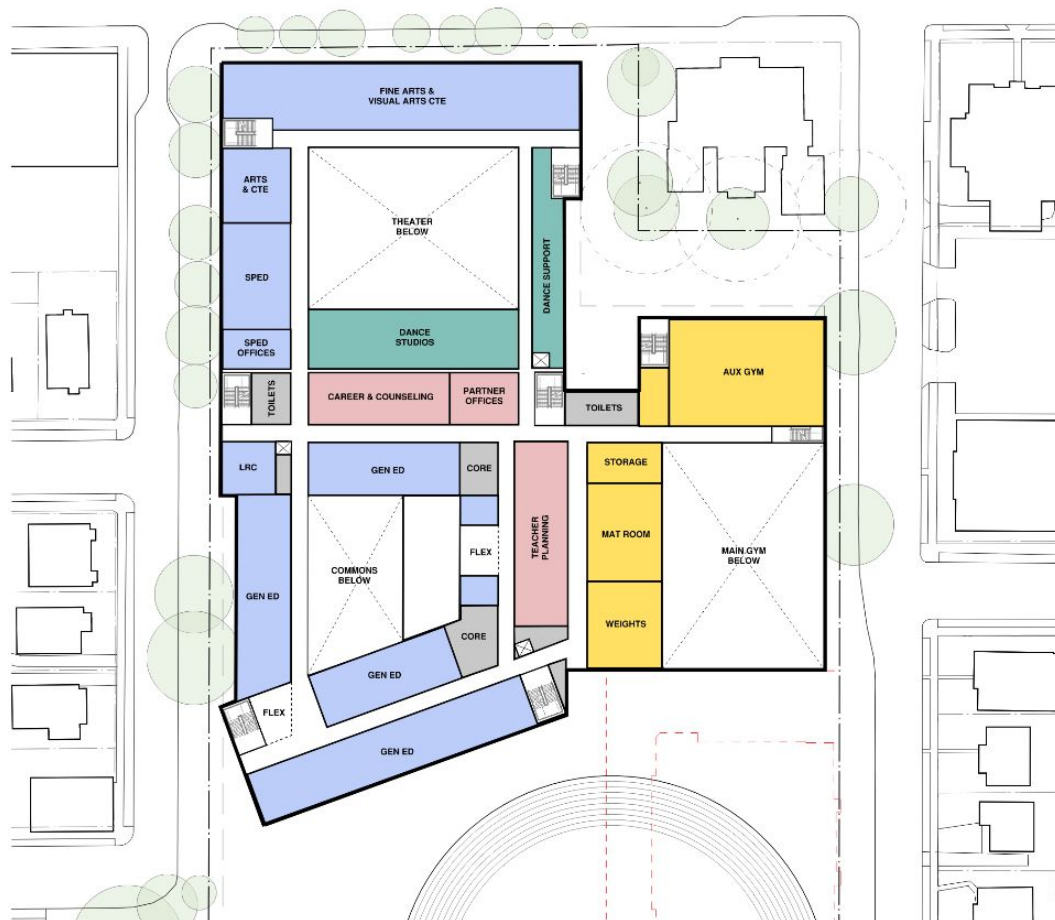 FINE ARTS &
VISUAL ARTS CTE
ARTS
& CTE
THEATER
BELOW
DANCE SUPPORT
SPED
DANCE
STUDIOS
SPED
OFFICES
AUX GYM
TOILETS
CAREER & COUNSELING
PARTNER
OFFICES
TOILETS
LRC
GEN ED
CORE
STORAGE
TEACHER
PLANNING
MAT ROOM
FLEX
MAIN GYM
BELOW
COMMONS
BELOW
GEN ED
WEIGHTS
CORE
GEN ED
FLEX
GEN ED